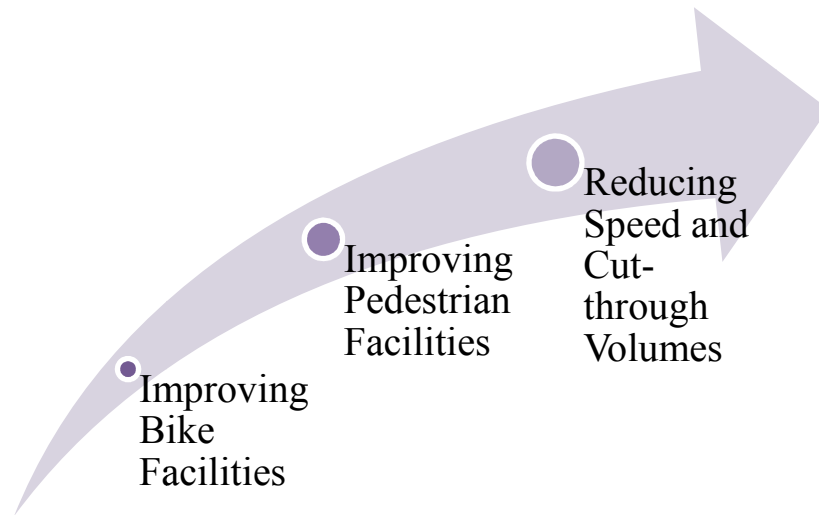 Improving
Bike
Facilities
Improving
Pedestrian
Facilities
Reducing
Speed and
Cut-
through
Volumes